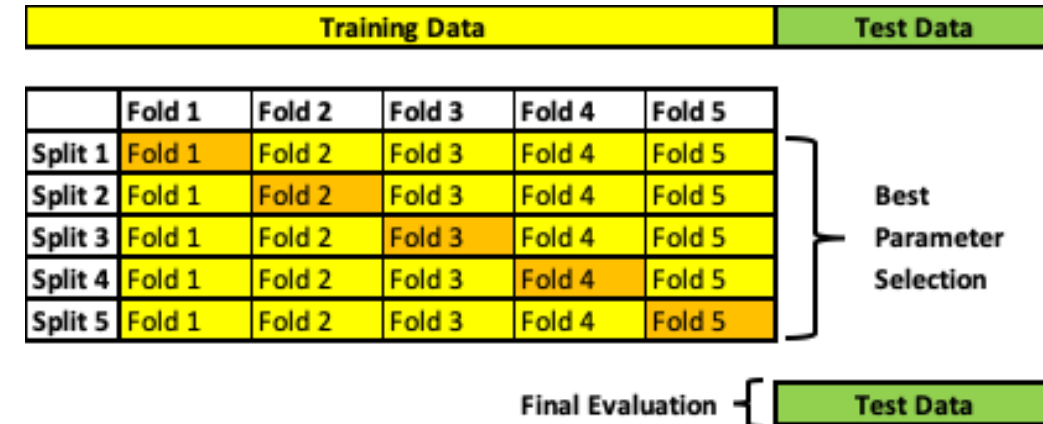 Training Data Test Data
Fold 1 Fold 2 Fold 3 Fold 4 Fold 5
Split 1 Fold 1 Fold 2 Fold 3 Fold 4 Fold 5
Split 2 Fold 1 Fold 2 Fold 3 Fold 4 Fold 5 Best
Split 3 Fold 1 Fold 2 Fold 3 Fold 4 Fold 5 Parameter
Split 4 Fold 1 Fold 2 Fold 3 Fold 4 Fold 5 Selection
Split 5 Fold 1 Fold 2 Fold 3 Fold 4 Fold 5
Final Evaluation Test Data